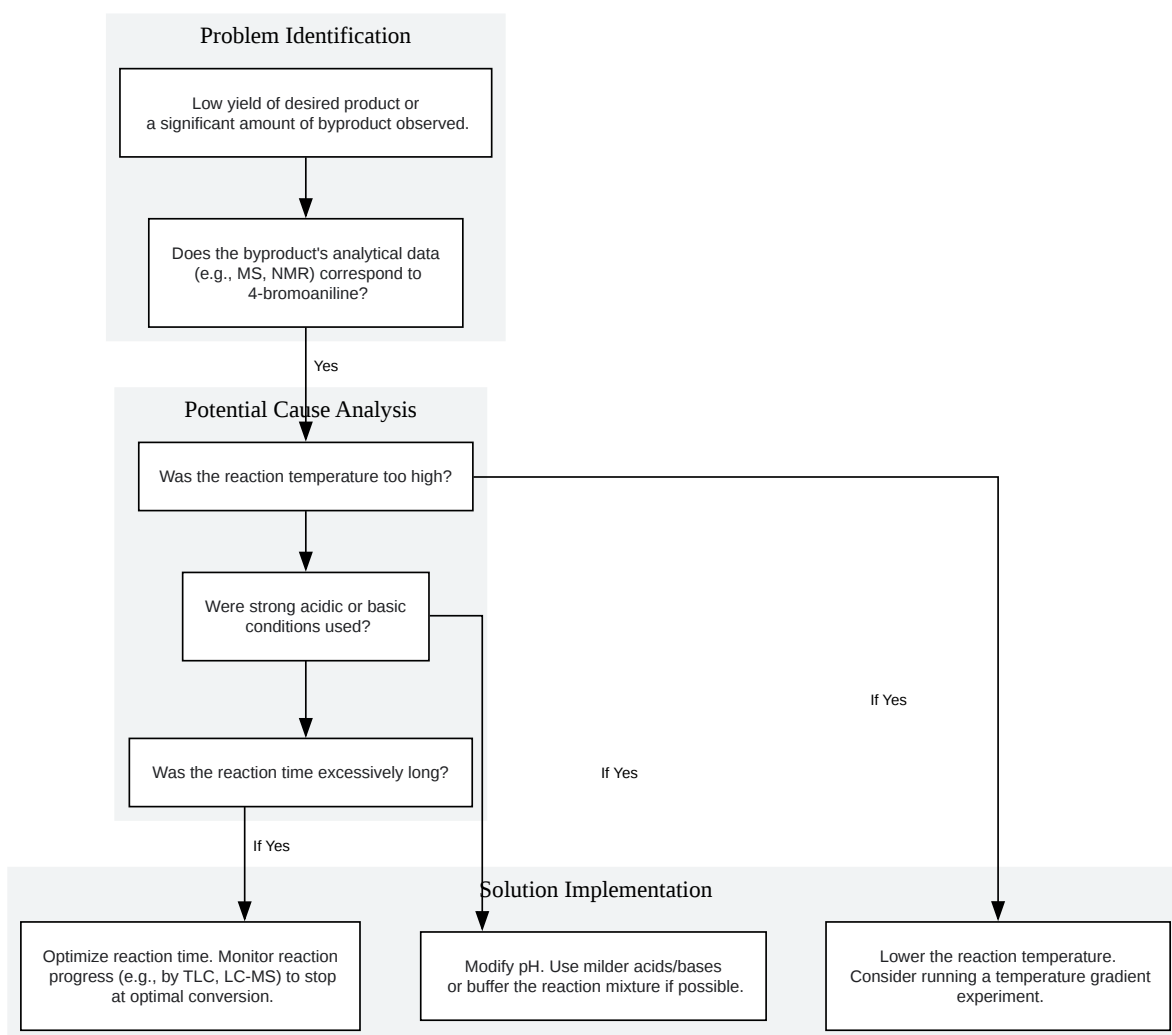 Problem Identification
Low yield of desired product or
a significant amount of byproduct observed.
Does the byproduct's analytical data
(e.g., MS, NMR) correspond to
4-bromoaniline?
Yes
Potential Cause Analysis
Was the reaction temperature too high?
Were strong acidic or basic
conditions used?
If Yes
Was the reaction time excessively long?
If Yes
If Yes
Solution Implementation
Optimize reaction time. Monitor reaction
progress (e.g., by TLC, LC-MS) to stop
at optimal conversion.
Modify pH. Use milder acids/bases
or buffer the reaction mixture if possible.
Lower the reaction temperature.
Consider running a temperature gradient
experiment.